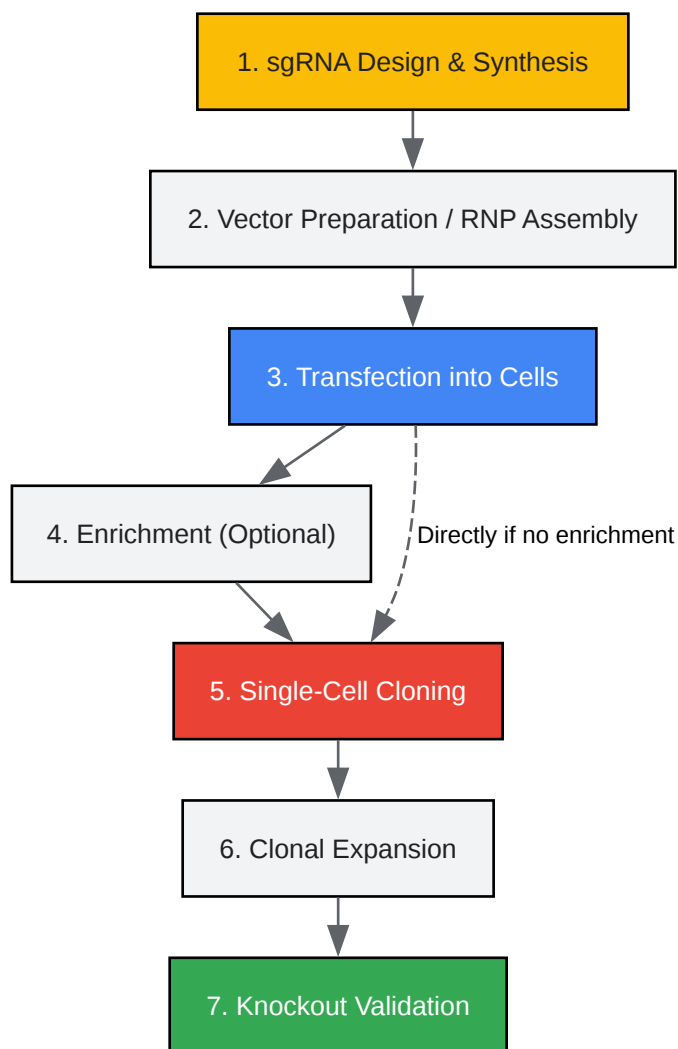 1. sgRNA Design & Synthesis
2. Vector Preparation / RNP Assembly
3. Transfection into Cells
4. Enrichment (Optional)
Directly if no enrichment
5. Single-Cell Cloning
6. Clonal Expansion
7. Knockout Validation